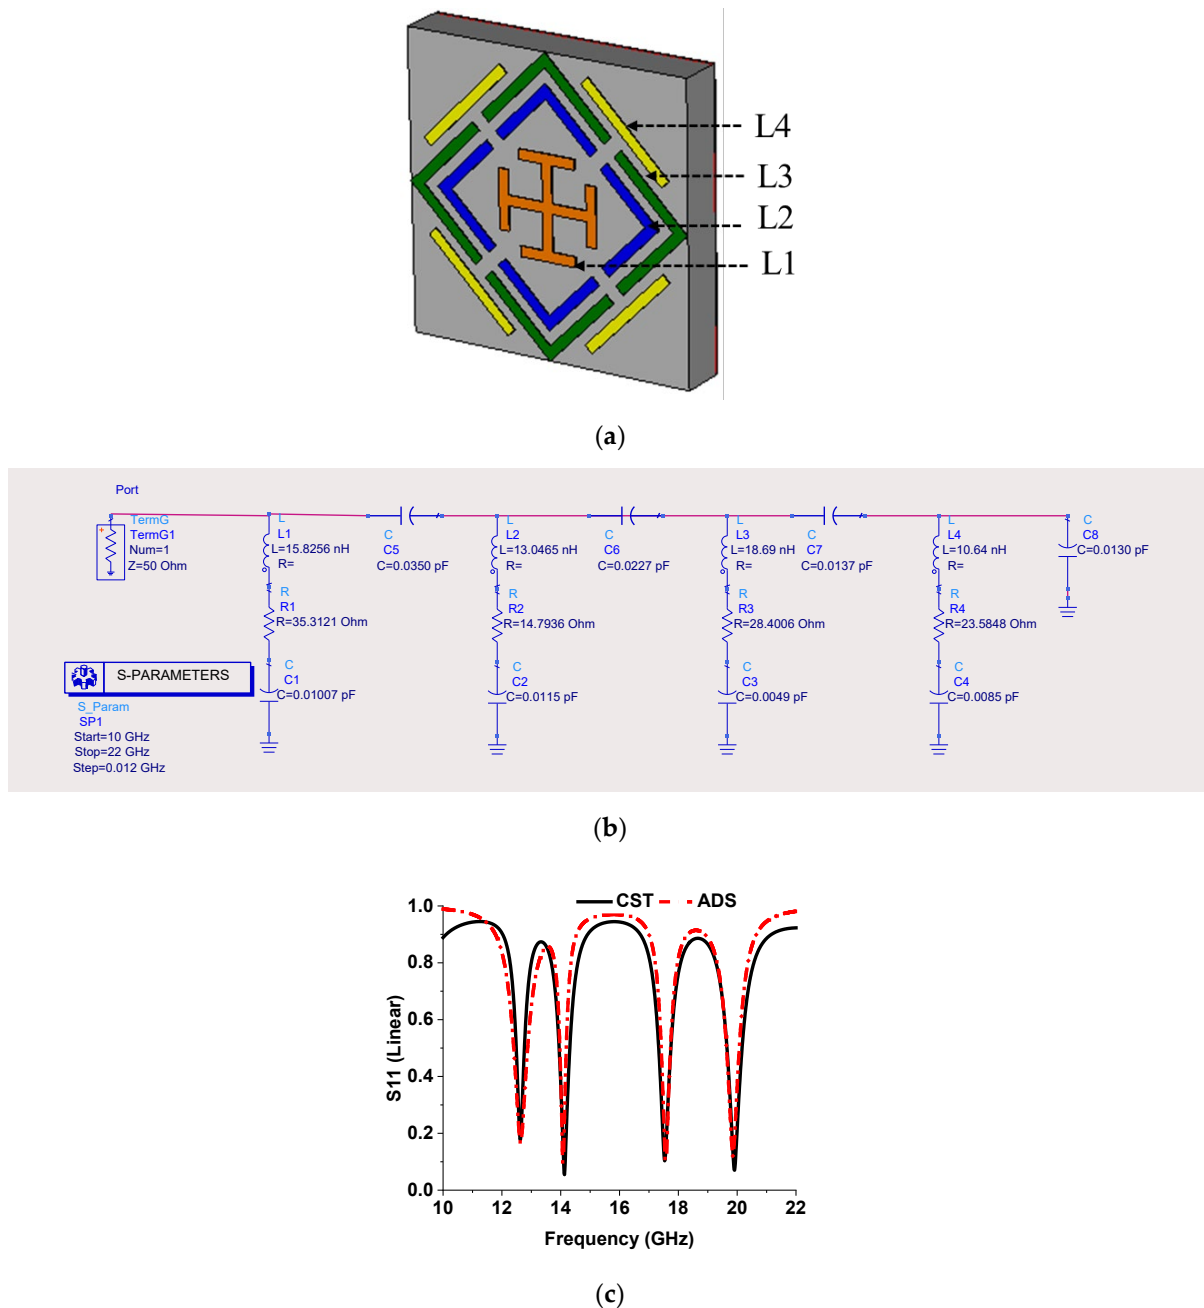 L4
L3
L2
L1
(a)
Port
TermG
TermG1
Num=1
Z=50 Ohm
L
L1
L=15.8256 nH
R=
R
R1
R=35.3121 Ohm
C
C1
C=0.01007 pF
C
C5
C=0.0350 pF
L
L2
L=13.0465 nH
R=
R
R2
R=14.7936 Ohm
C
C2
C=0.0115 pF
C
C6
C=0.0227 pF
L
L3
L=18.69 nH
R=
R
R3
R=28.4006 Ohm
C
C3
C=0.0049 pF
C
C7
C=0.0137 pF
L
L4
L=10.64 nH
R=
R
R4
R=23.5848 Ohm
C
C4
C=0.0085 pF
C
C8
C=0.0130 pF
S-PARAMETERS
S_Param
SP1
Start=10 GHz
Stop=22 GHz
Step=0.012 GHz
(b)
CST
ADS
S11 (Linear)
1.0
0.8
0.6
0.4
0.2
0.0
10 12 14 16 18 20 22
Frequency (GHz)
(c)